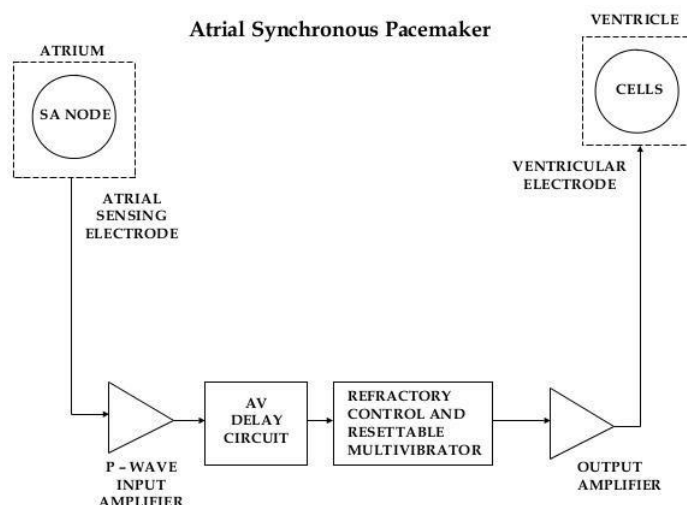 Atrial Synchronous Pacemaker
ATRIUM
SA NODE
ATRIAL
SENSING
ELECTRODE
VENTRICLE
CELLS
VENTRICULAR
ELECTRODE
P – WAVE
INPUT
AMPLIFIER
AV
DELAY
CIRCUIT
REFRACTORY
CONTROL AND
RESETTABLE
MULTIVIBRATOR
OUTPUT
AMPLIFIER